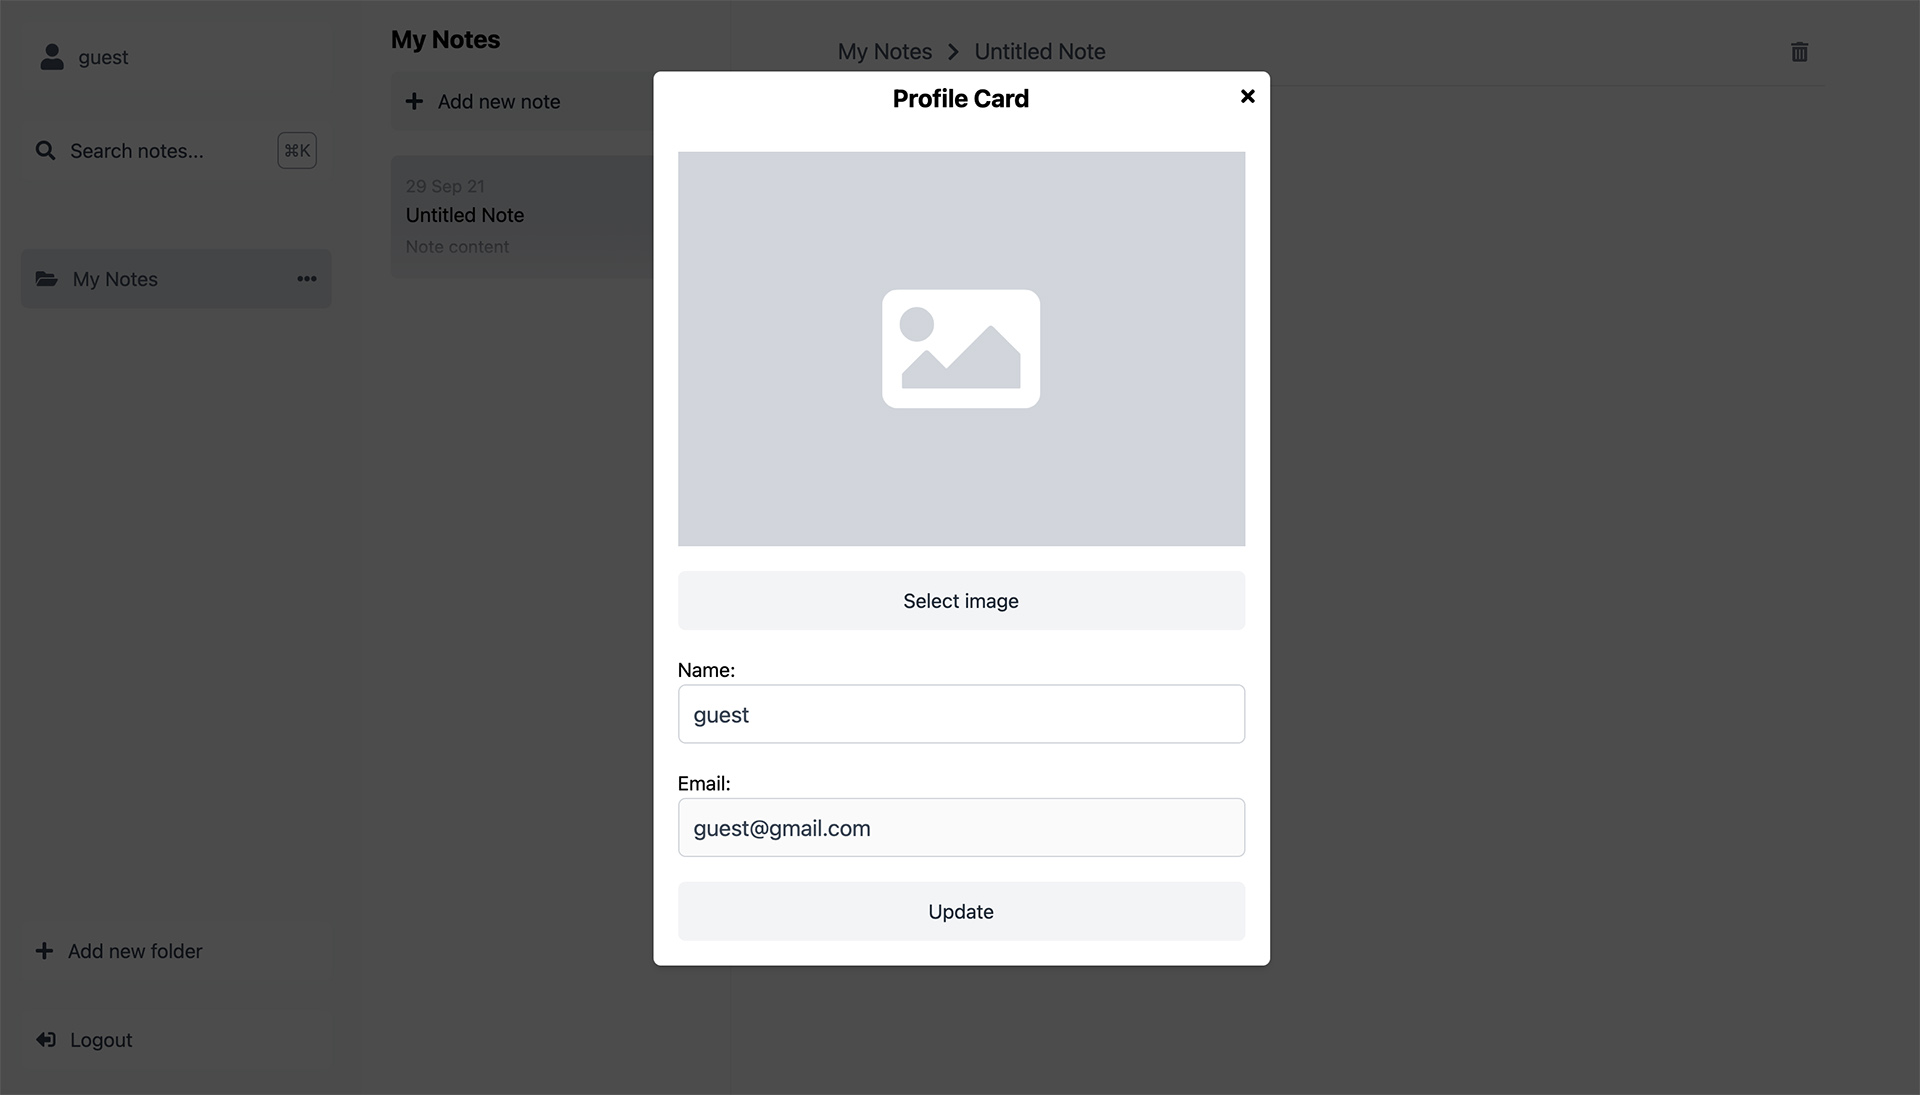 guest
Search notes...
⌘K
My Notes
Add new folder
Logout
My Notes
Add new note
29 Sep 21
Untitled Note
Note content
My Notes
Untitled Note
Profile Card
Select image
Name:
guest
Email:
guest@gmail.com
Update